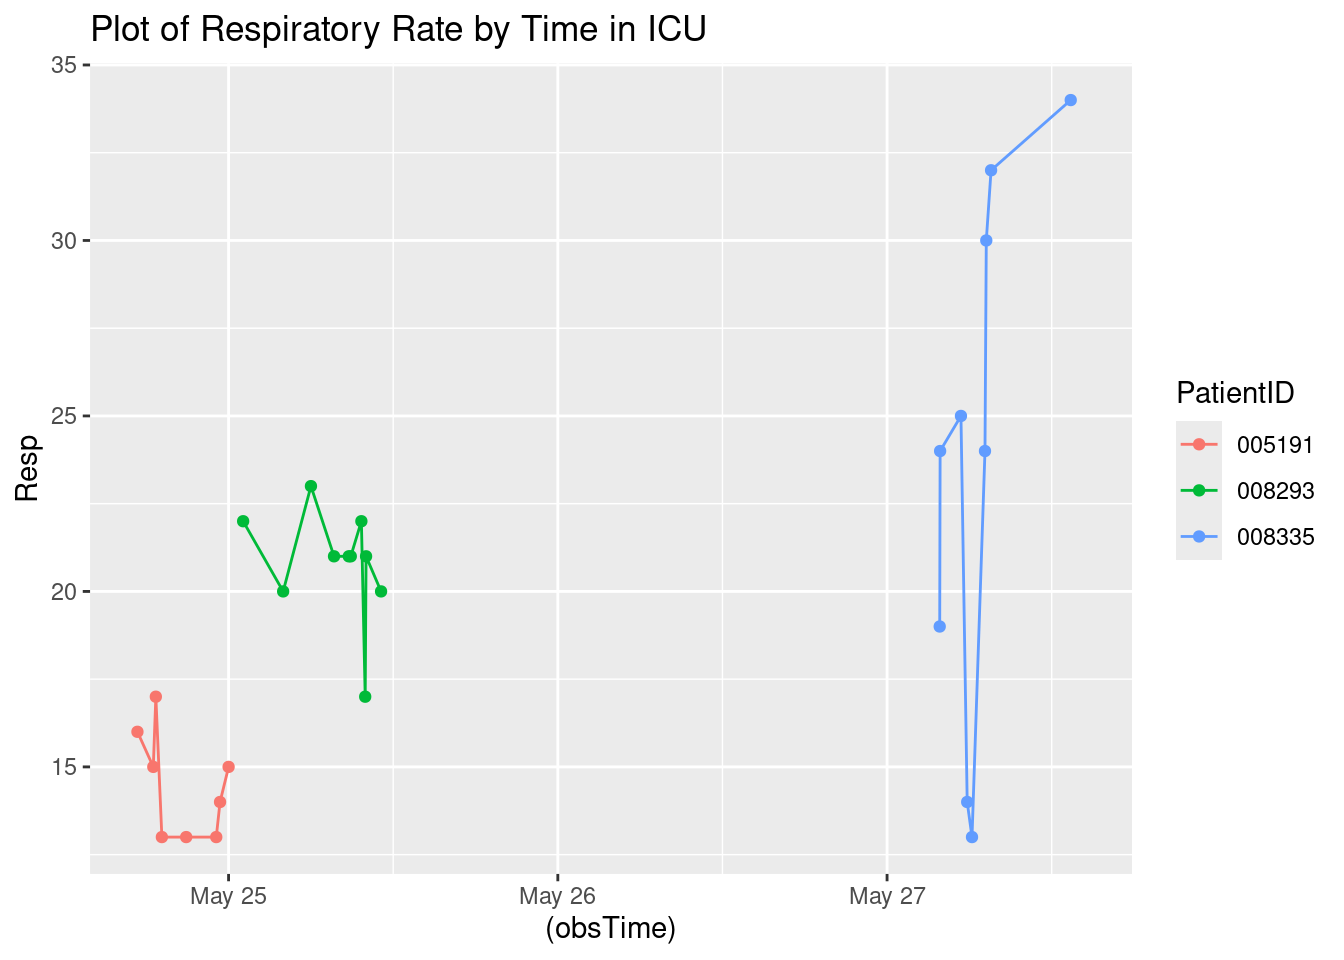 Plot of Respiratory Rate by Time in ICU
35
30
25
20
15
Resp
May 25
May 26
May 27
(obsTime)
PatientID
005191
008293
008335